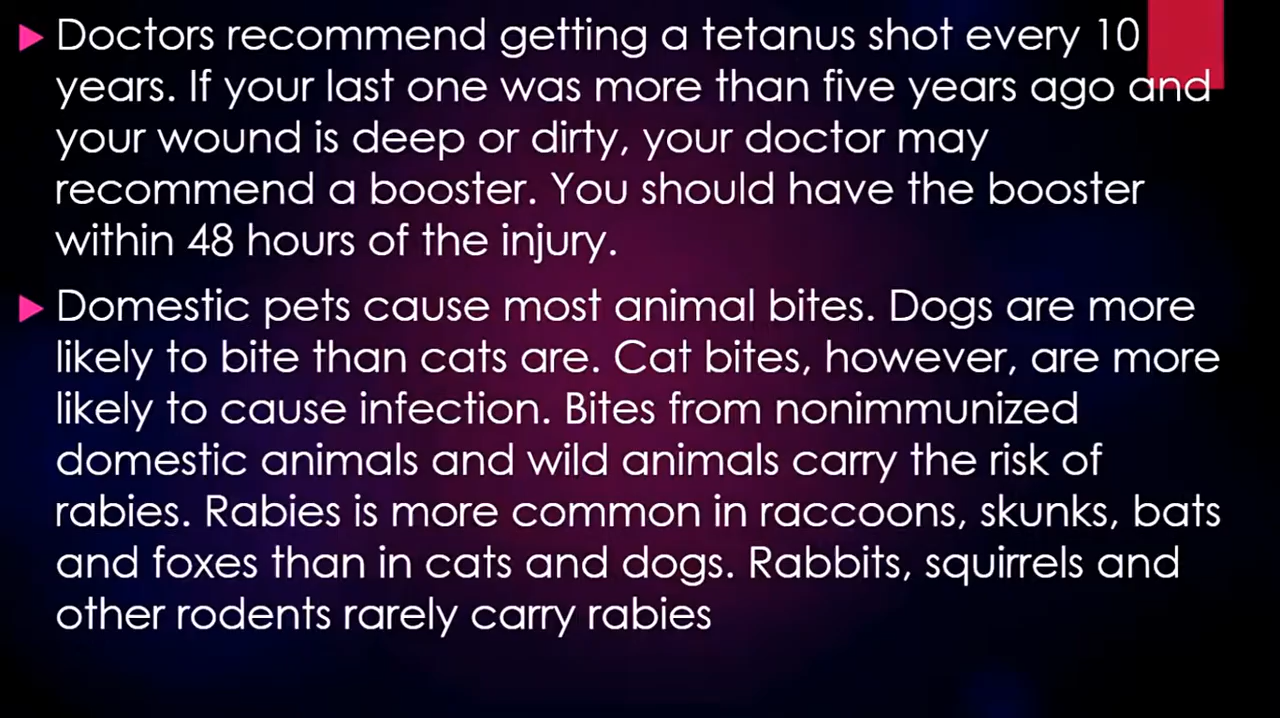 Doctors recommend getting a tetanus shot every 10
years. If your last one was more than five years ago and
your wound is deep or dirty, your doctor may
recommend a booster. You should have the booster
within 48 hours of the injury.
Domestic pets cause most animal bites. Dogs are more
likely to bite than cats are. Cat bites, however, are more
likely to cause infection. Bites from nonimmunized
domestic animals and wild animals carry the risk of
rabies. Rabies is more common in raccoons, skunks, bats
and foxes than in cats and dogs. Rabbits, squirrels and
other rodents rarely carry rabies